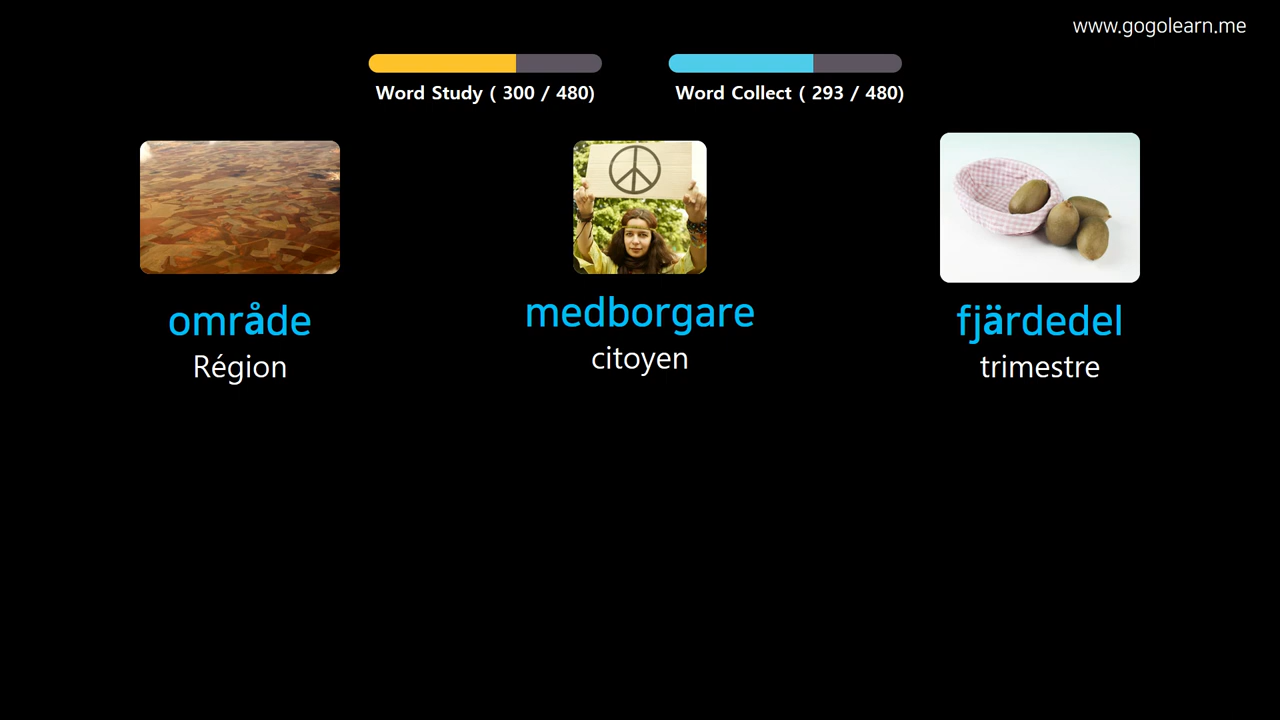 www.gogolearn.me
Word Study ( 300 / 480)
Word Collect ( 293 / 480)
område
Région
medborgare
citoyen
fjärdedel
trimestre